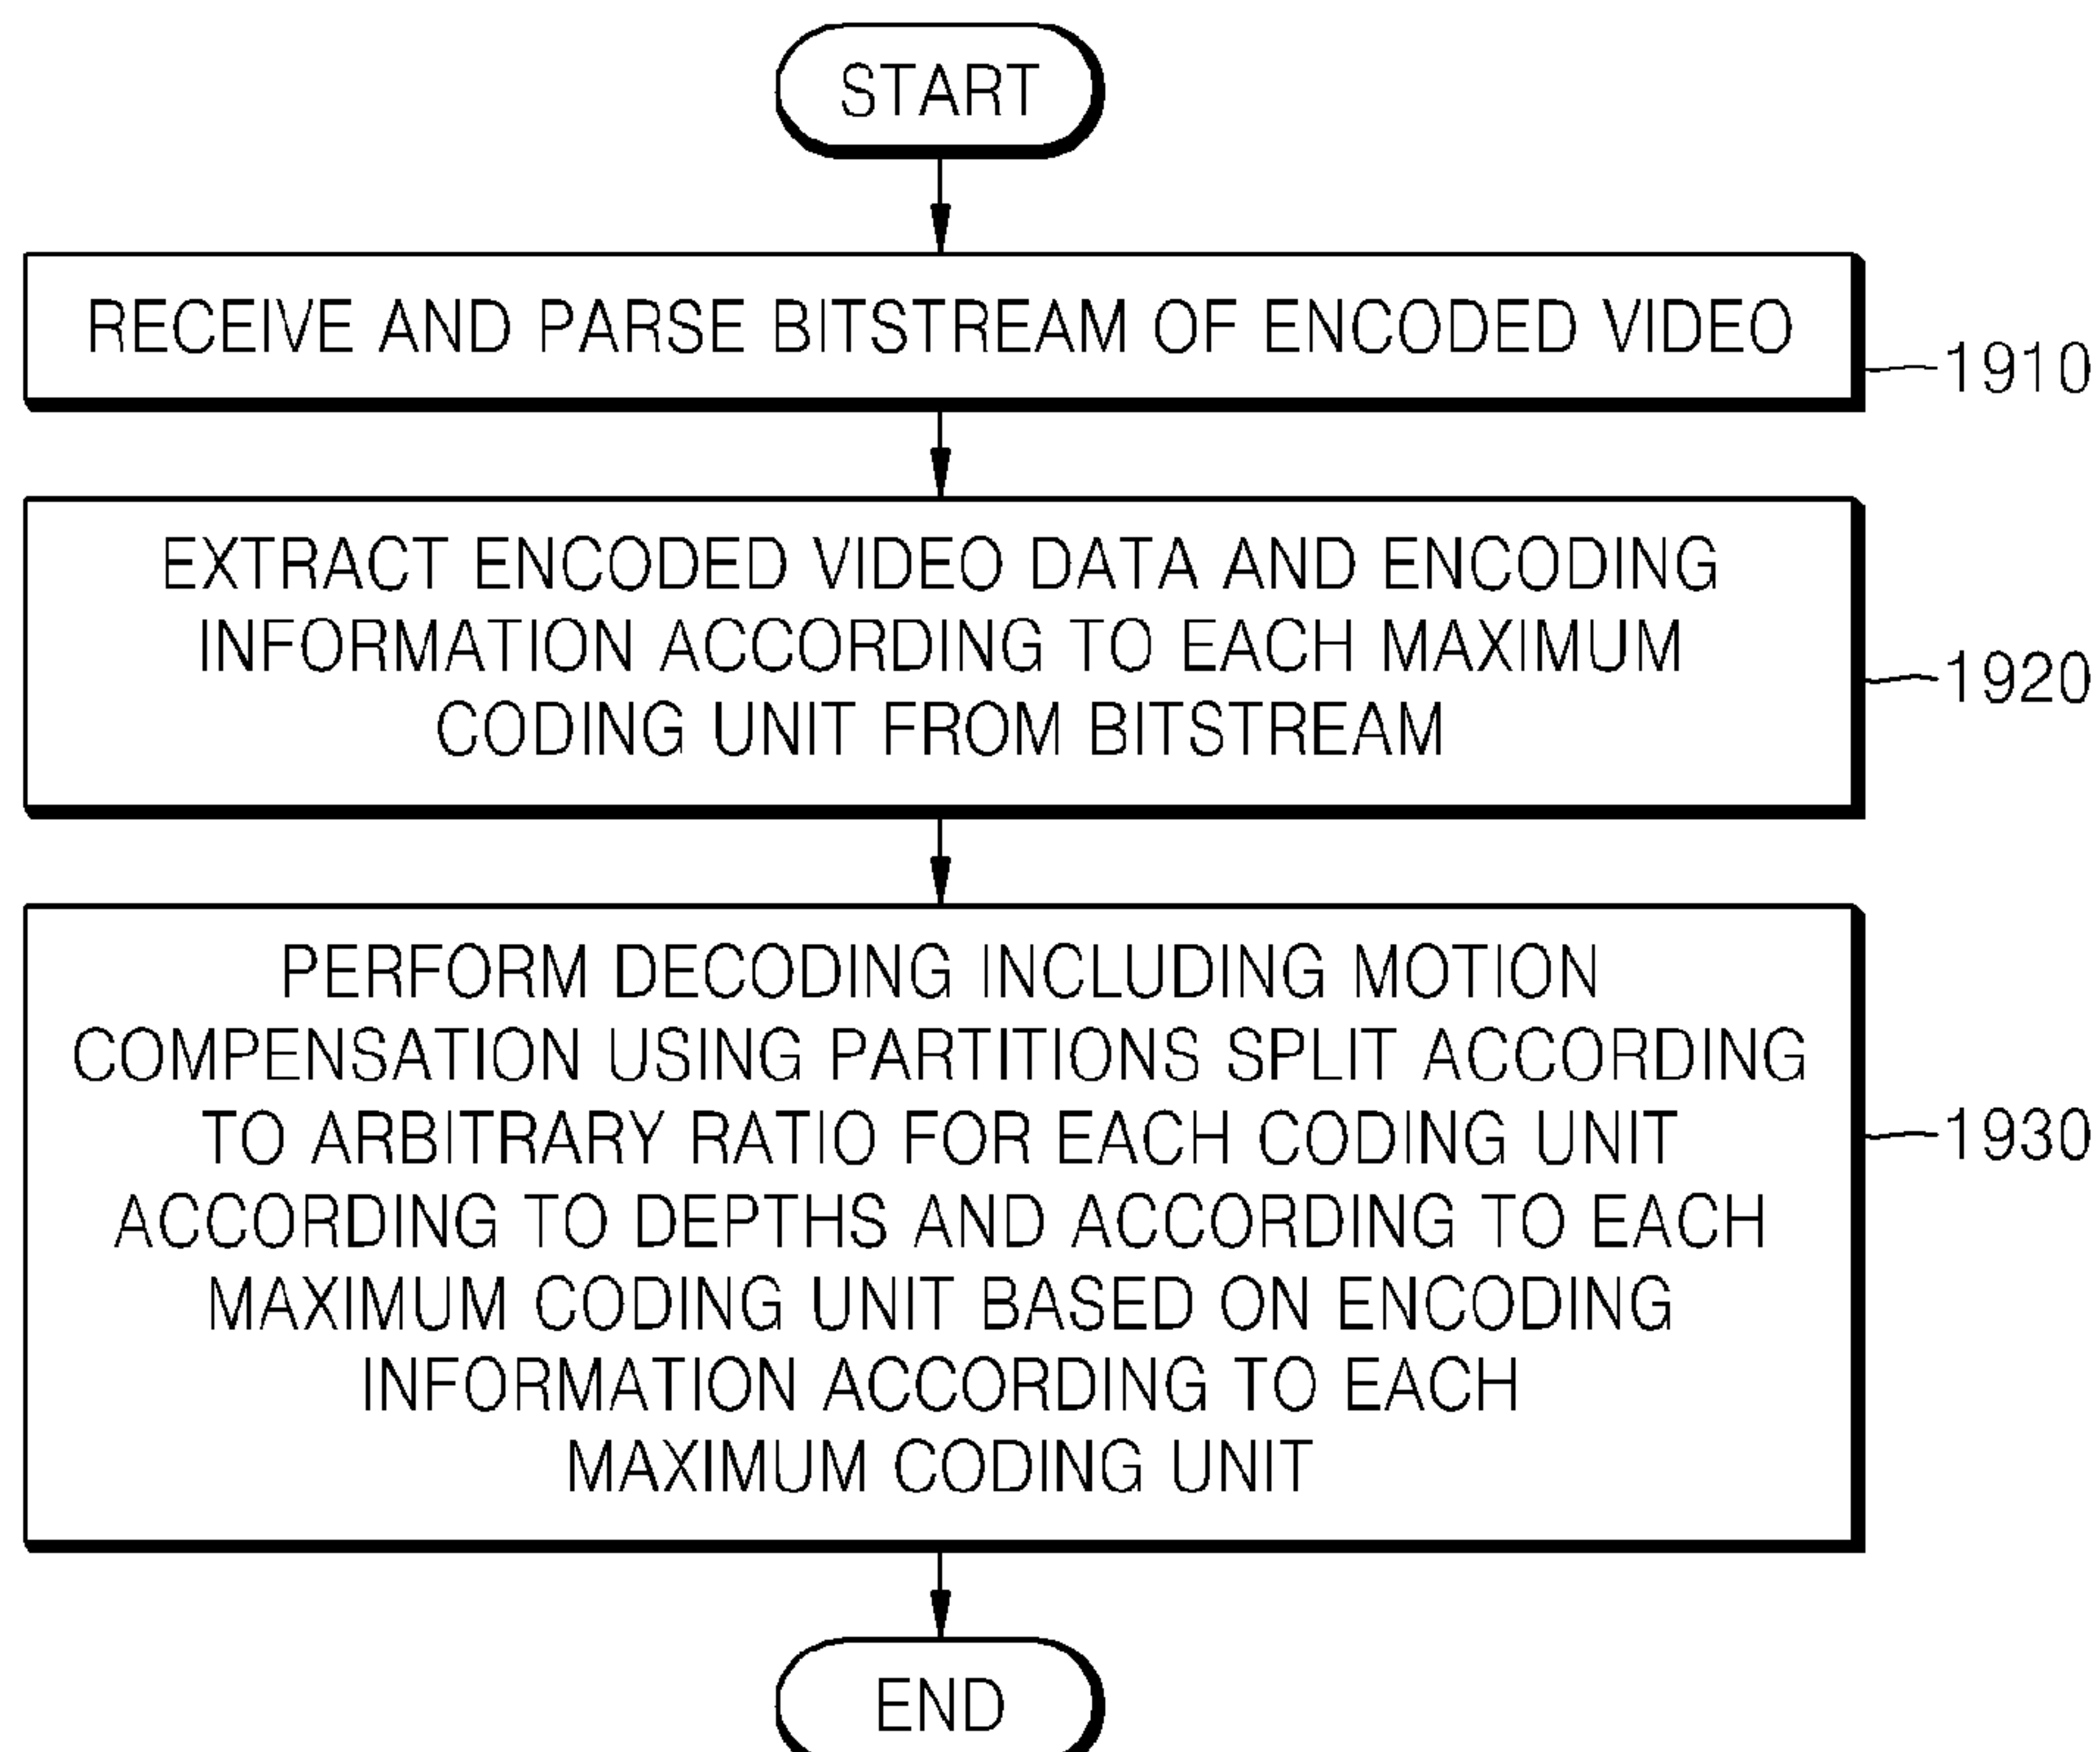 START
RECEIVE AND PARSE BITSTREAM OF ENCODED VIDEO
1910
EXTRACT ENCODED VIDEO DATA AND ENCODING
INFORMATION ACCORDING TO EACH MAXIMUM
CODING UNIT FROM BITSTREAM
1920
PERFORM DECODING INCLUDING MOTION
COMPENSATION USING PARTITIONS SPLIT ACCORDING
TO ARBITRARY RATIO FOR EACH CODING UNIT
ACCORDING TO DEPTHS AND ACCORDING TO EACH
MAXIMUM CODING UNIT BASED ON ENCODING
INFORMATION ACCORDING TO EACH
MAXIMUM CODING UNIT
1930
END